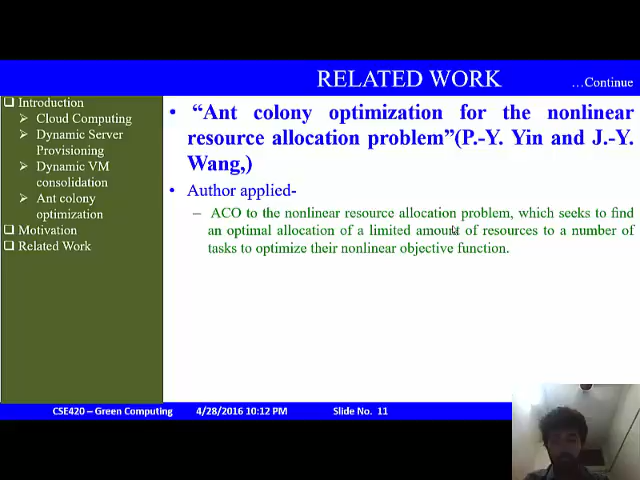 RELATED WORK
…Continue
❑ Introduction
➢ Cloud Computing
➢ Dynamic Server
Provisioning
➢ Dynamic VM
consolidation
➢ Ant colony
optimization
❑ Motivation
❑ Related Work
• “Ant colony optimization for the nonlinear
resource allocation problem”(P.-Y. Yin and J.-Y.
Wang,)
• Author applied-
– ACO to the nonlinear resource allocation problem, which seeks to find
an optimal allocation of a limited amount of resources to a number of
tasks to optimize their nonlinear objective function.
CSE420 – Green Computing 4/28/2016 10:12 PM Slide No. 11